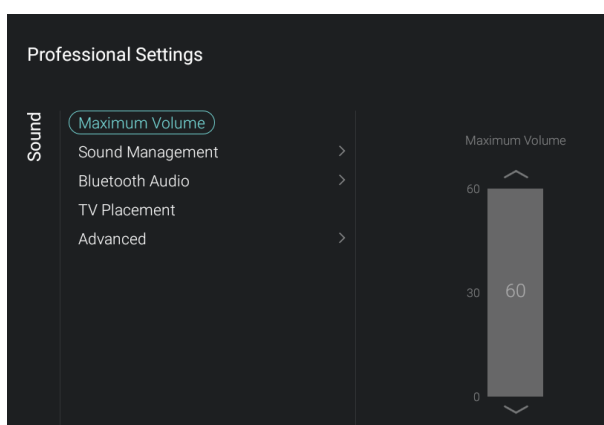 Professional Settings
Sound
Maximum Volume
Sound Management
Bluetooth Audio
TV Placement
Advanced
Maximum Volume
60
30
60
0